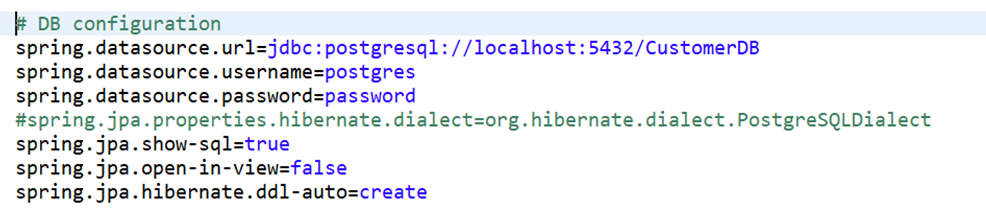 # DB configuration
spring.datasource.url=jdbc:postgresql://localhost:5432/CustomerDB
spring.datasource.username=postgres
spring.datasource.password=password
#spring.jpa.properties.hibernate.dialect=org.hibernate.dialect.PostgreSQLDialect
spring.jpa.show-sql=true
spring.jpa.open-in-view=false
spring.jpa.hibernate.ddl-auto=create